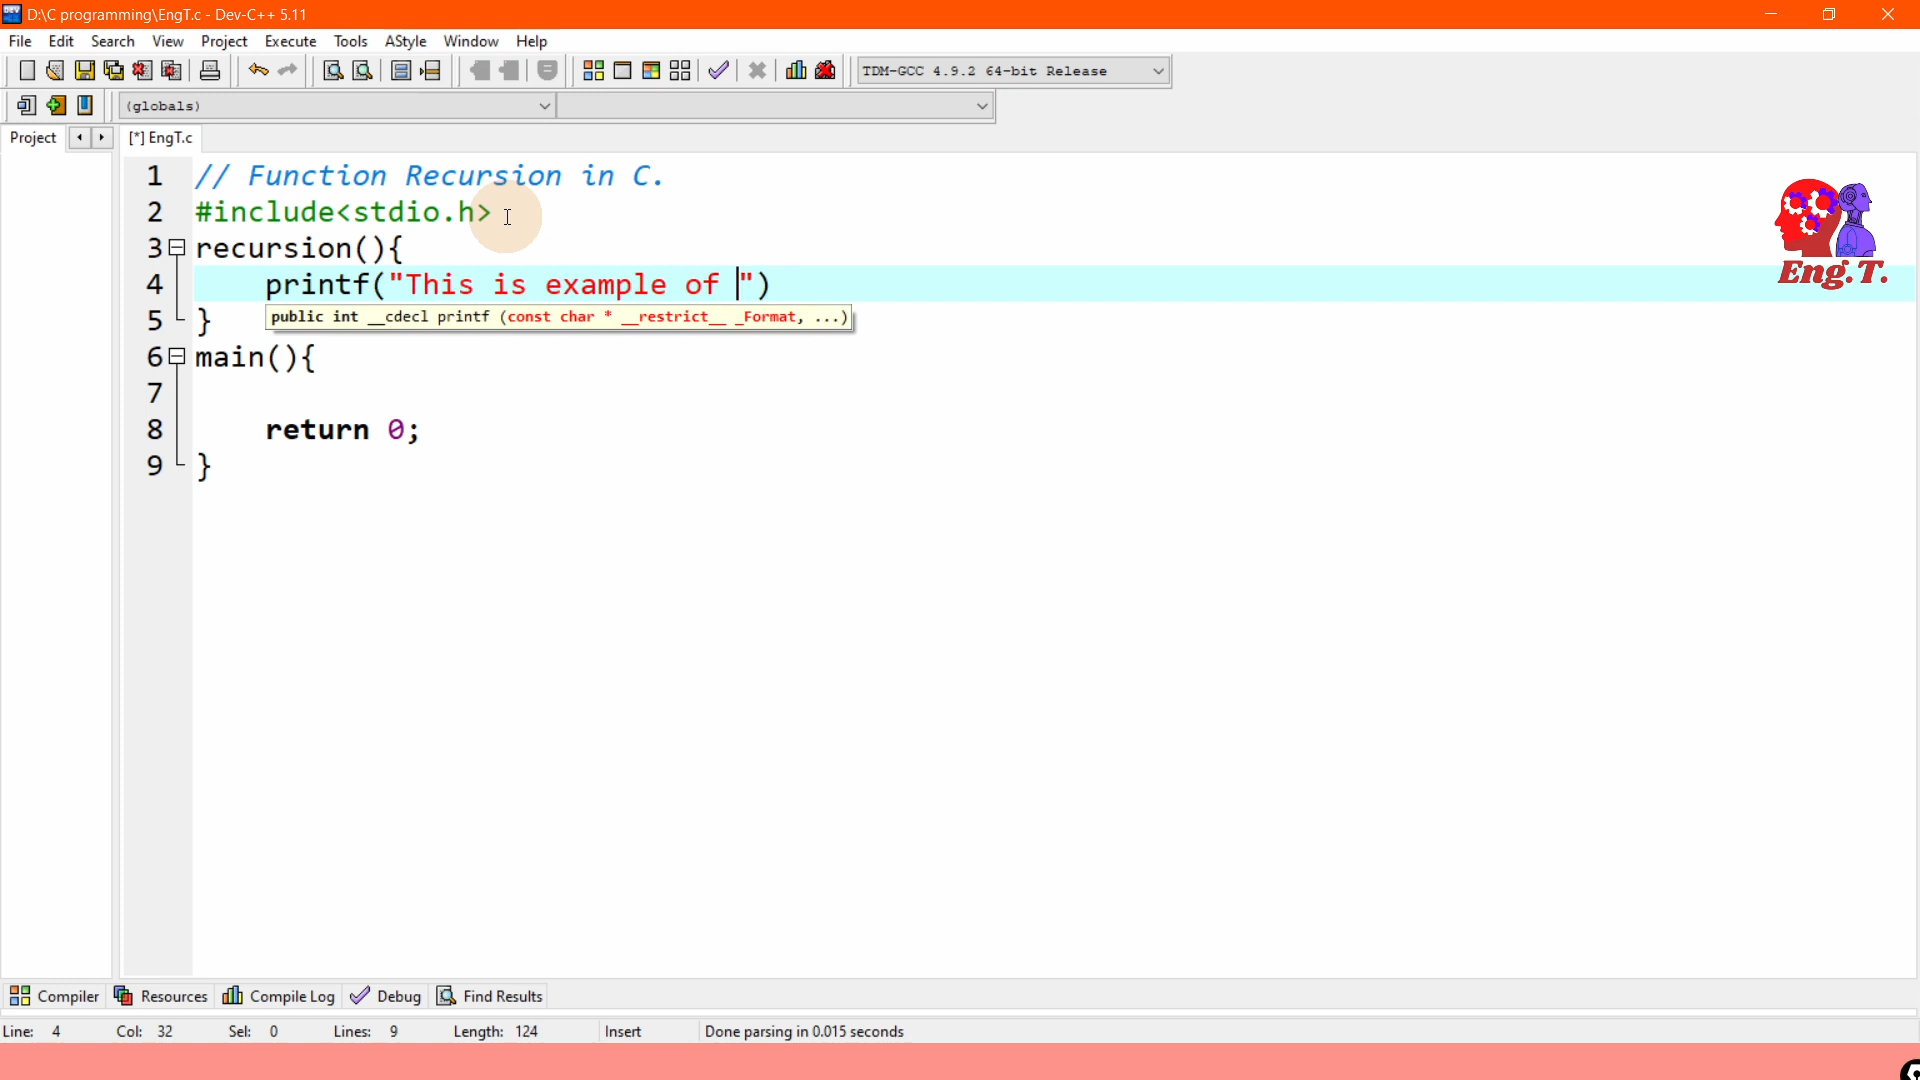 D:\C programming\EngT.c - Dev-C++ 5.11
File Edit Search View Project Execute Tools AStyle Window Help
TDM-GCC 4.9.2 64-bit Release
(globals)
Project [*] EngT.c
1 // Function Recursion in C.
2 #include<stdio.h>
3 recursion(){
4 printf("This is example of ")
public int __cdecl printf (const char * __restrict__ _Format, ...)
5 }
6 main(){
7
8 return 0;
9 }
Eng.T.
Compiler Resources Compile Log Debug Find Results
Line: 4 Col: 32 Sel: 0 Lines: 9 Length: 124 Insert Done parsing in 0.015 seconds